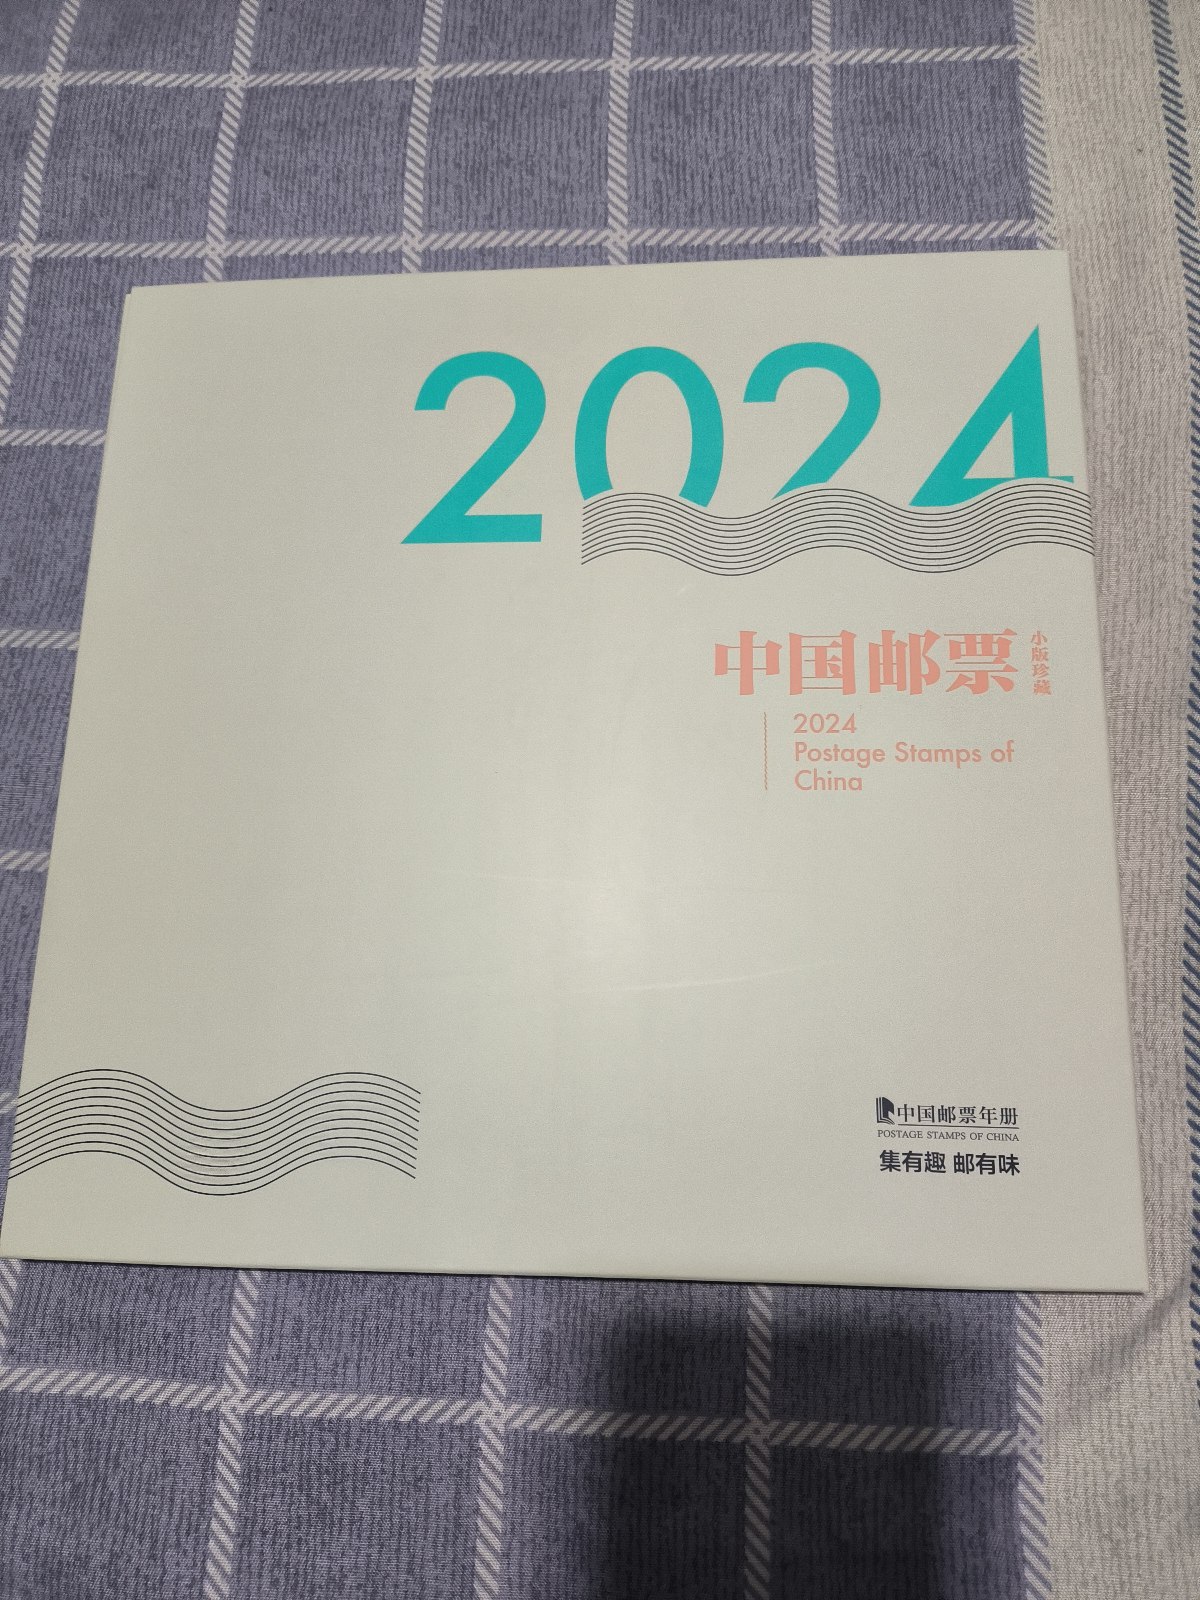 2024
中国邮票
小版珍藏
2024
Postage Stamps of
China
中国邮票年册
POSTAGE STAMPS OF CHINA
集有趣 邮有味